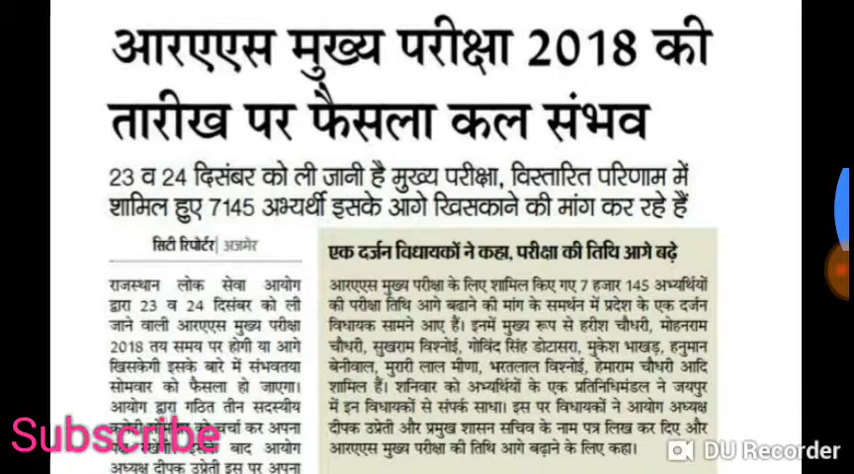 आरएएस मुख्य परीक्षा 2018 की
तारीख पर फैसला कल संभव
23 व 24 दिसंबर को ली जानी है मुख्य परीक्षा, विस्तारित परिणाम में
शामिल हुए 7145 अभ्यर्थी इसके आगे खिसकाने की मांग कर रहे हैं
सिटी रिपोर्टर| अजमेर
राजस्थान लोक सेवा आयोग
द्वारा 23 व 24 दिसंबर को ली
जाने वाली आरएएस मुख्य परीक्षा
2018 तय समय पर होगी या आगे
खिसकेगी इसके बारे में संभवतया
सोमवार को फैसला हो जाएगा।
आयोग द्वारा गठित तीन सदस्यीय
चर्चा कर अपना
बाद आयोग
अध्यक्ष दीपक उप्रेती इस पर अपना
एक दर्जन विधायकों ने कहा, परीक्षा की तिथि आगे बढ़े
आरएएस मुख्य परीक्षा के लिए शामिल किए गए 7 हजार 145 अभ्यर्थियों
की परीक्षा तिथि आगे बढाने की मांग के समर्थन में प्रदेश के एक दर्जन
विधायक सामने आए हैं। इनमें मुख्य रूप से हरीश चौधरी, मोहनराम
चौधरी, सुखराम विश्नोई, गोविंद सिंह डोटासरा, मुकेश भाखड़, हनुमान
बेनीवाल, मुरारी लाल मीणा, भरतलाल विश्नोई, हेमाराम चौधरी आदि
शामिल हैं। शनिवार को अभ्यर्थियों के एक प्रतिनिधिमंडल ने जयपुर
में इन विधायकों से संपर्क साधा। इस पर विधायकों ने आयोग अध्यक्ष
दीपक उप्रेती और प्रमुख शासन सचिव के नाम पत्र लिख कर दिए और
आरएएस मुख्य परीक्षा की तिथि आगे बढाने के लिए कहा।
Subscribe
DU Recorder